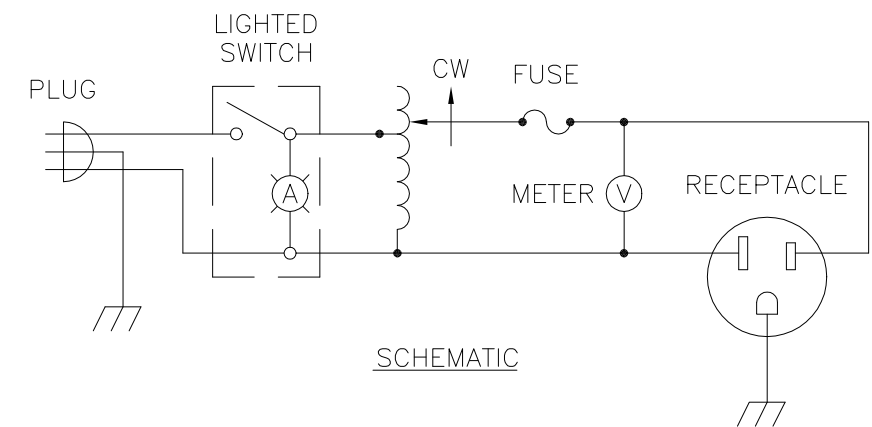 LIGHTED
SWITCH
PLUG
CW
FUSE
A
METER
V
RECEPTACLE
SCHEMATIC